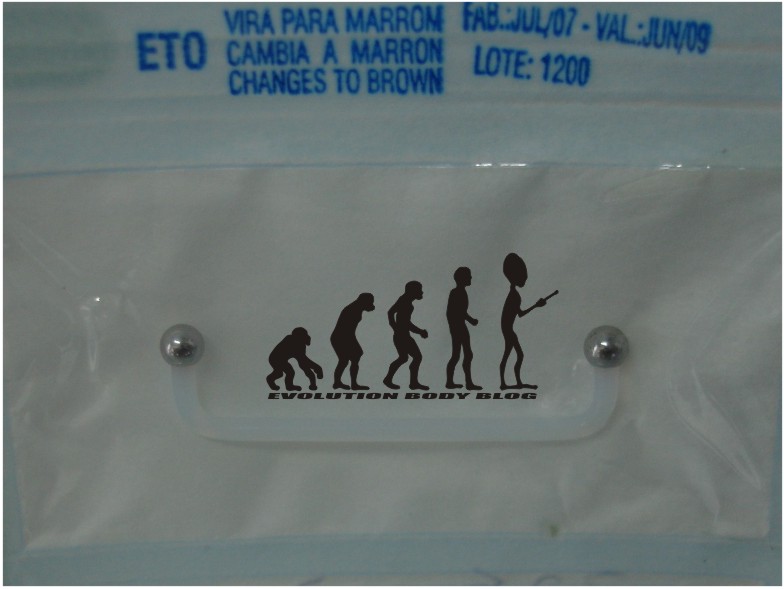 ETO
VIRA PARA MARROM
CAMBIA A MARRON
CHANGES TO BROWN
FAB.:JUL/07 - VAL.:JUN/09
LOTE: 1200
EVOLUTION BODY BLOG